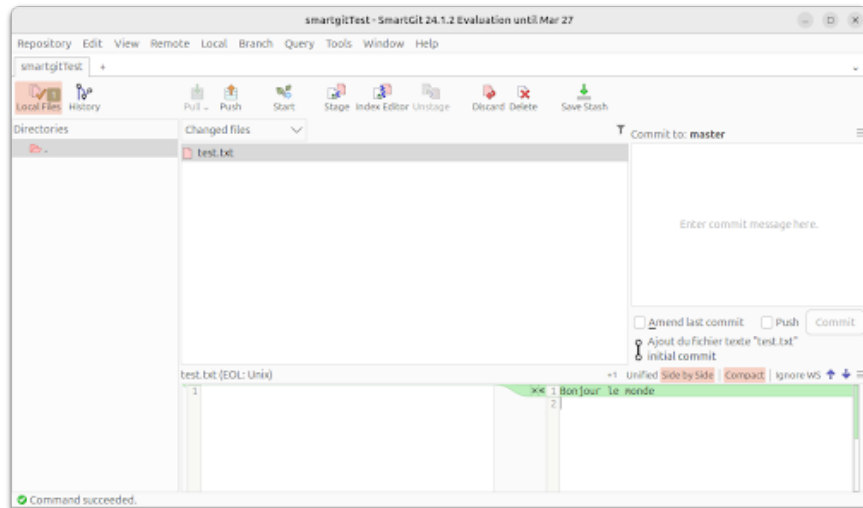 smartgitTest - SmartGit 24.1.2 Evaluation until Mar 27
Repository Edit View Remote Local Branch Query Tools Window Help
smartgitTest +
Local Files History Pull Push Start Stage Index Editor Unstage Discard Delete Save Stash
Directories
.
Changed files
test.txt
Commit to: master
Enter commit message here.
Amend last commit Push Commit
Ajout du fichier texte "test.txt"
initial commit
test.txt (EOL: Unix)
+1 Unified Side by Side Compact Ignore WS
1
1 Bonjour le monde
2
Command succeeded.